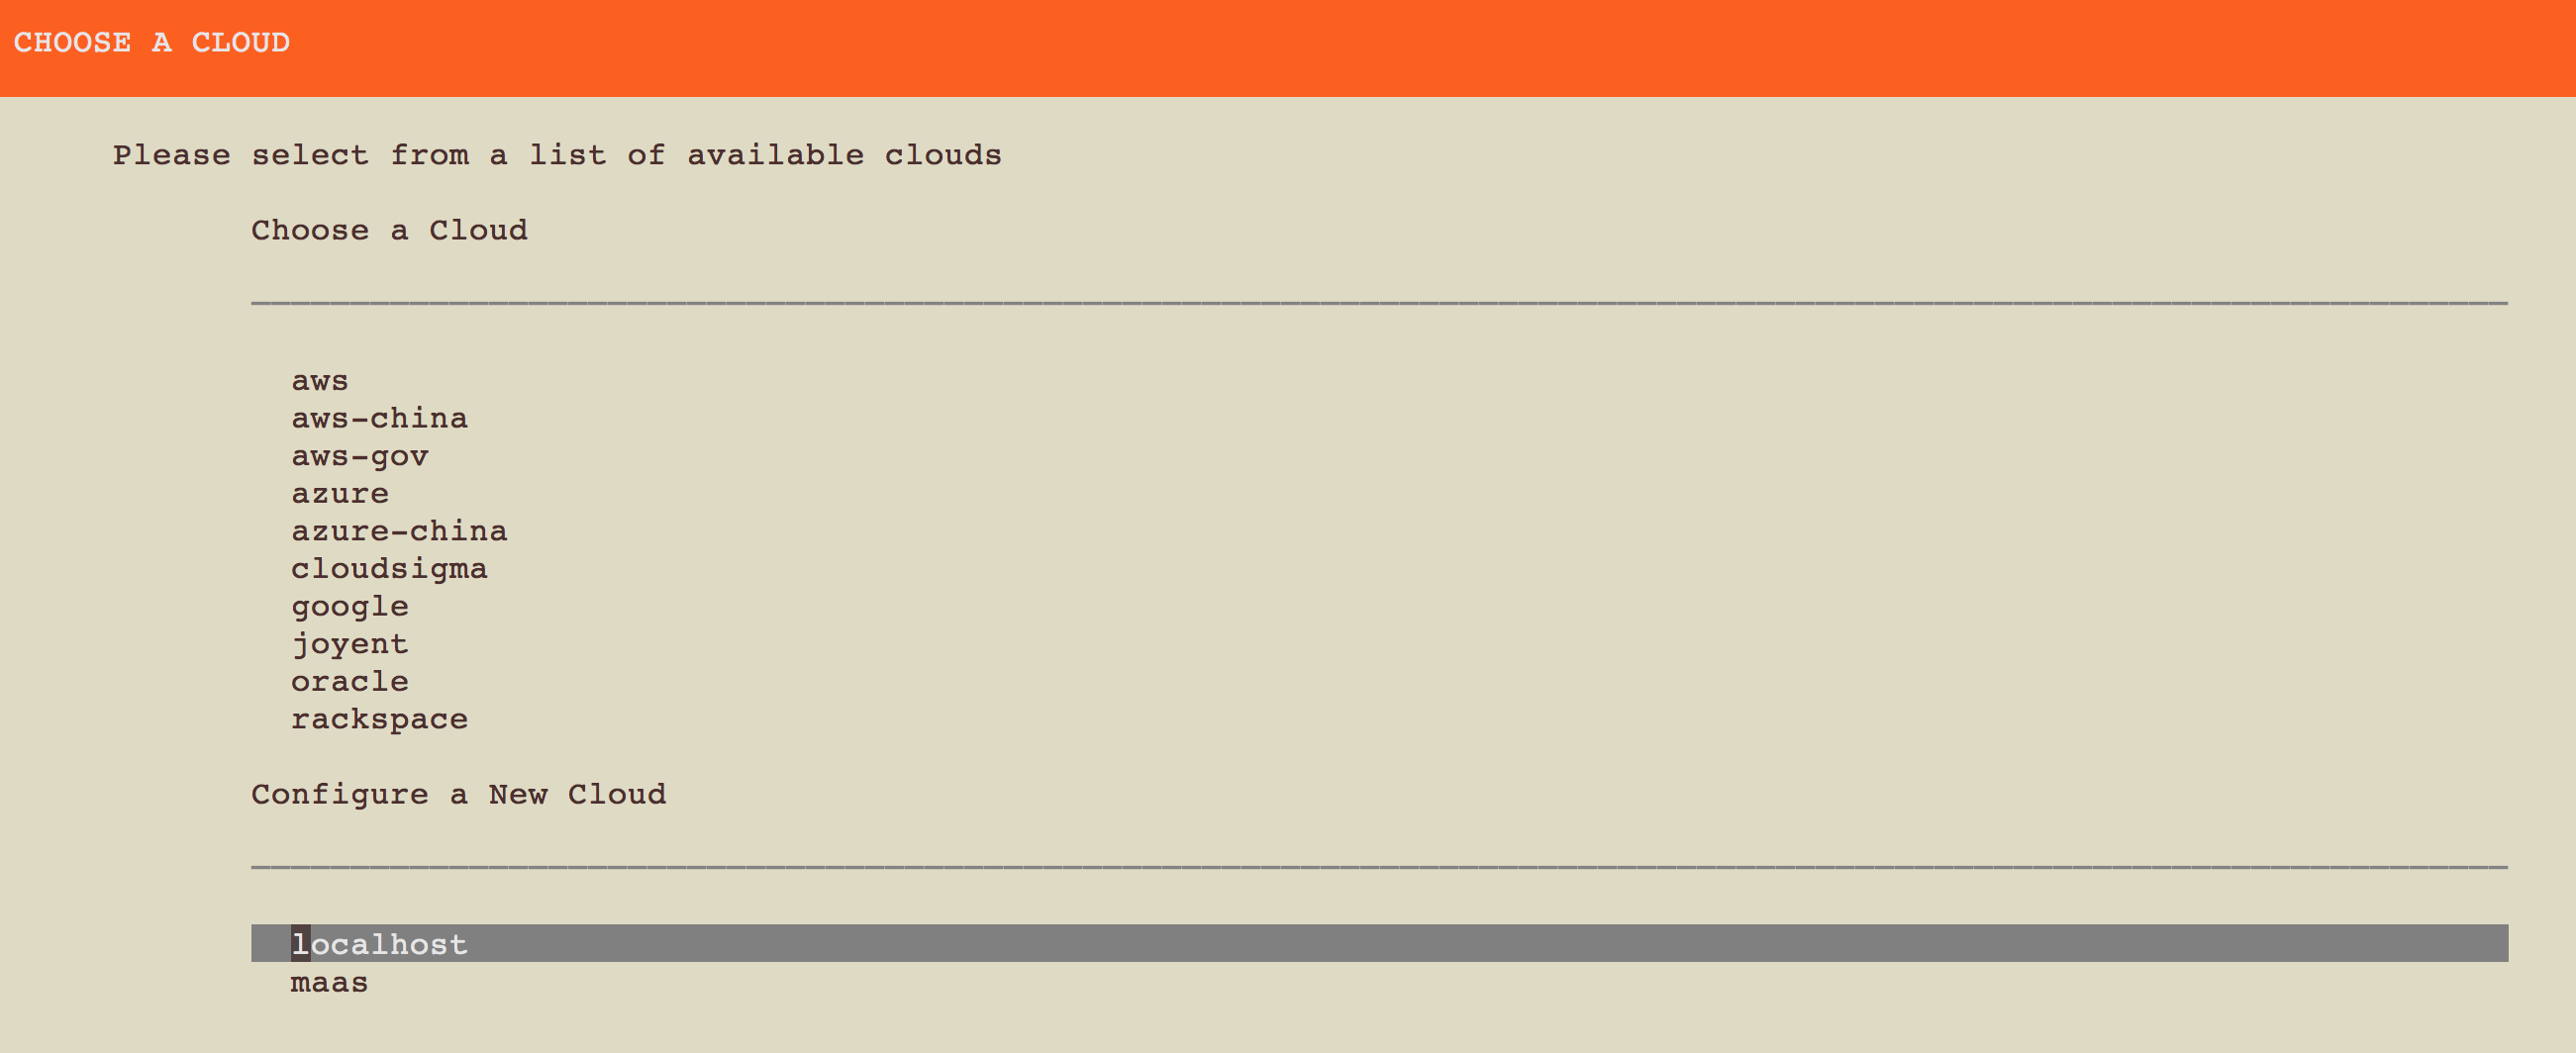 CHOOSE A CLOUD
Please select from a list of available clouds
Choose a Cloud
aws
aws-china
aws-gov
azure
azure-china
cloudsigma
google
joyent
oracle
rackspace
Configure a New Cloud
localhost
maas